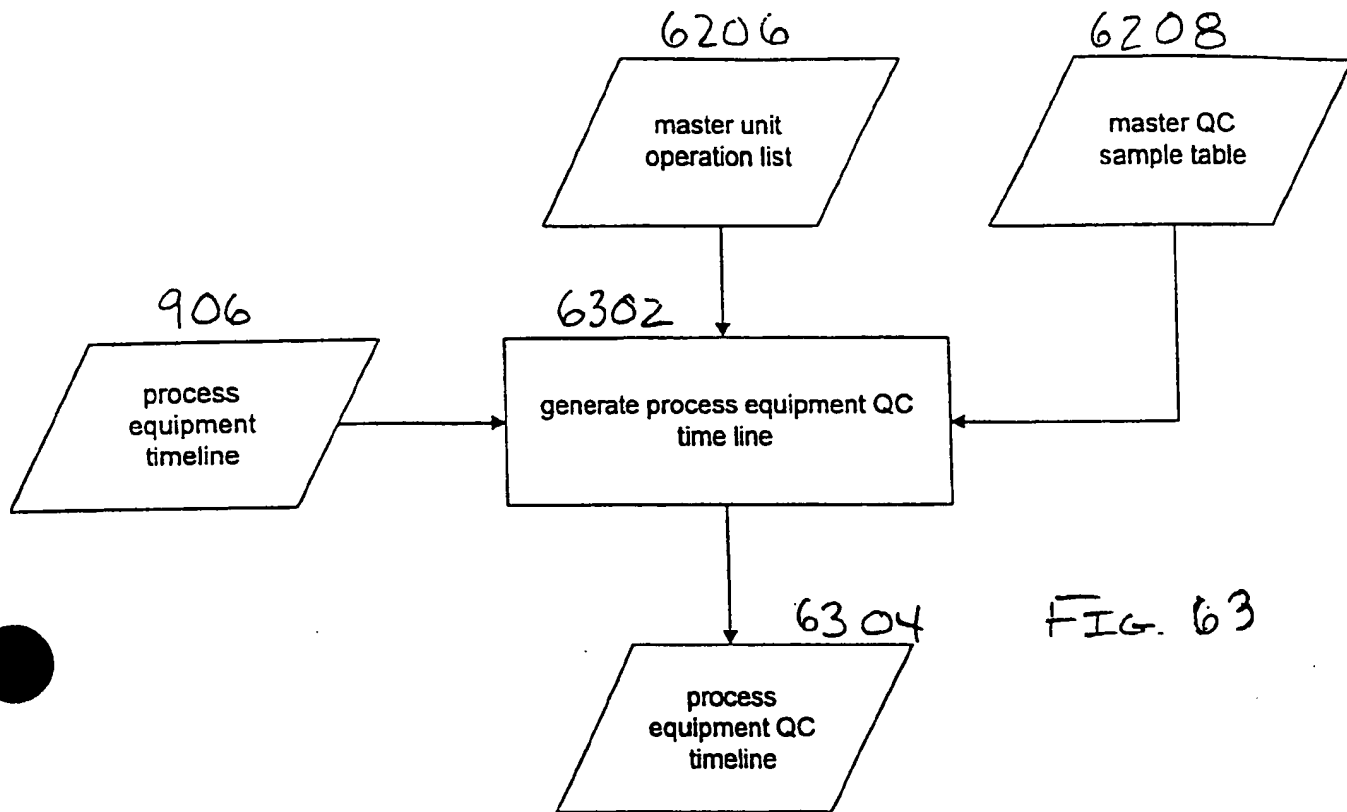 6206
master unit
operation list
6208
master QC
sample table
906
process
equipment
timeline
6302
generate process equipment QC
time line
6304
process
equipment QC
timeline
FIG. 63